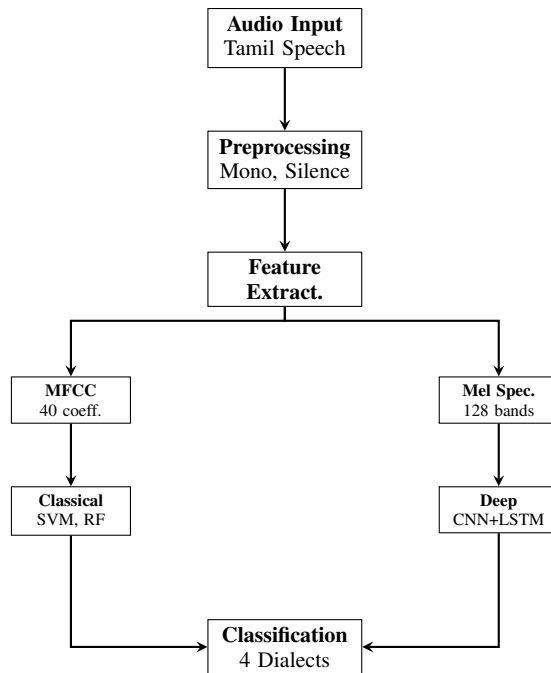 Audio Input
Tamil Speech
Preprocessing
Mono, Silence
Feature
Extract.
MFCC
40 coeff.
Mel Spec.
128 bands
Classical
SVM, RF
Deep
CNN+LSTM
Classification
4 Dialects